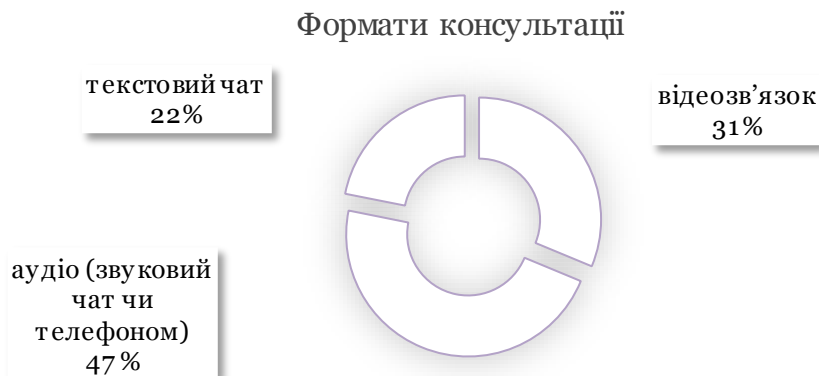 Формати консультації
текстовий чат
22%
відеозв’язок
31%
аудіо (звуковий
чат чи
телефоном)
47%